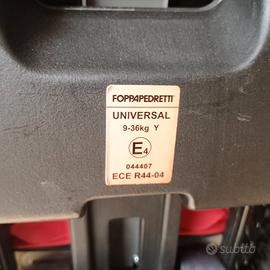 FOPPAPEDRETTI
UNIVERSAL
9-36kg Y
E4
044407
ECE R44-04
subito